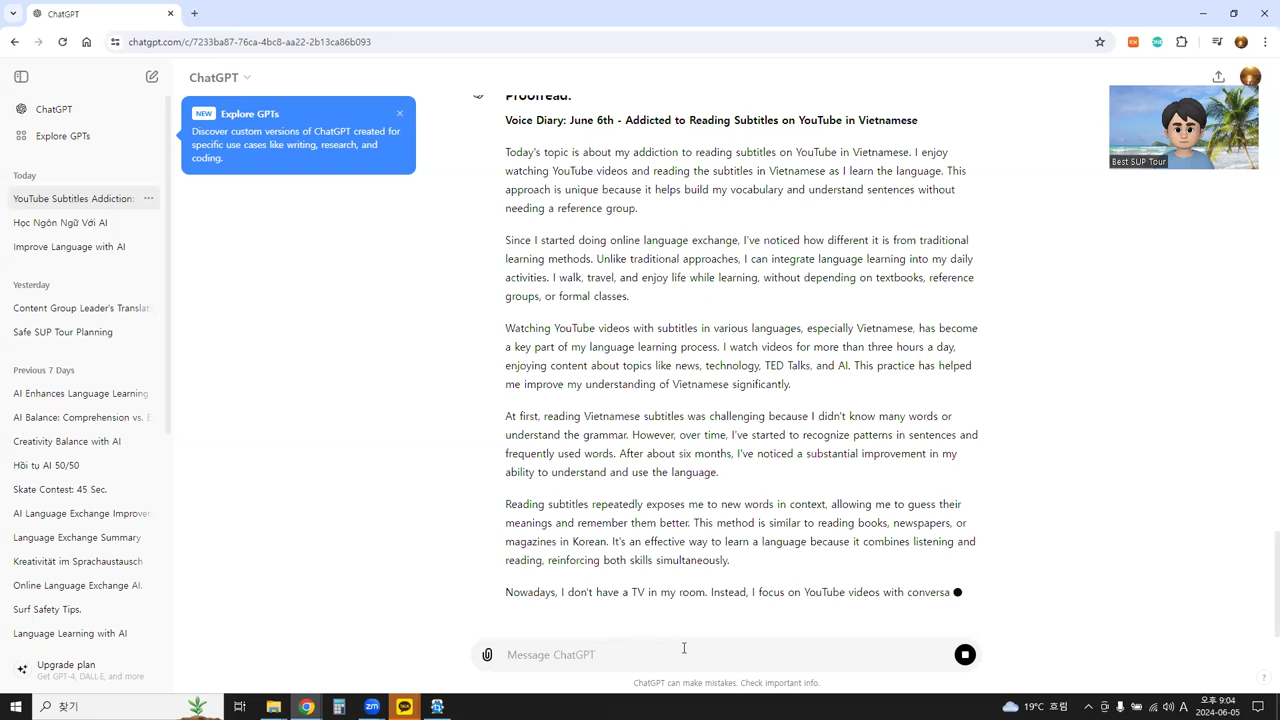 ChatGPT
chatgpt.com/c/7233ba87-76ca-4bc8-aa22-2b13ca86b093
ChatGPT
Explore GPTs
Today
YouTube Subtitles Addiction:
Học Ngôn Ngữ Với AI
Improve Language with AI
Yesterday
Content Group Leader's Translati
Safe SUP Tour Planning
Previous 7 Days
AI Enhances Language Learning
AI Balance: Comprehension vs. E
Creativity Balance with AI
Hồi tụ AI 50/50
Skate Contest: 45 Sec.
AI Language Exchange Improver
Language Exchange Summary
Kreativität im Sprachaustausch
Online Language Exchange AI.
Surf Safety Tips.
Language Learning with AI
Upgrade plan
Get GPT-4, DALL·E, and more
ChatGPT
NEW Explore GPTs
Discover custom versions of ChatGPT created for
specific use cases like writing, research, and
coding.
Best SUP Tour
Proofread:
Voice Diary: June 6th - Addicted to Reading Subtitles on YouTube in Vietnamese
Today's topic is about my addiction to reading subtitles on YouTube in Vietnamese. I enjoy
watching YouTube videos and reading the subtitles in Vietnamese as I learn the language. This
approach is unique because it helps build my vocabulary and understand sentences without
needing a reference group.
Since I started doing online language exchange, I've noticed how different it is from traditional
learning methods. Unlike traditional approaches, I can integrate language learning into my daily
activities. I walk, travel, and enjoy life while learning, without depending on textbooks, reference
groups, or formal classes.
Watching YouTube videos with subtitles in various languages, especially Vietnamese, has become
a key part of my language learning process. I watch videos for more than three hours a day,
enjoying content about topics like news, technology, TED Talks, and AI. This practice has helped
me improve my understanding of Vietnamese significantly.
At first, reading Vietnamese subtitles was challenging because I didn't know many words or
understand the grammar. However, over time, I've started to recognize patterns in sentences and
frequently used words. After about six months, I've noticed a substantial improvement in my
ability to understand and use the language.
Reading subtitles repeatedly exposes me to new words in context, allowing me to guess their
meanings and remember them better. This method is similar to reading books, newspapers, or
magazines in Korean. It's an effective way to learn a language because it combines listening and
reading, reinforcing both skills simultaneously.
Nowadays, I don't have a TV in my room. Instead, I focus on YouTube videos with conversa
Message ChatGPT
ChatGPT can make mistakes. Check important info.
?
찾기
zm
TALK
19°C 흐림
A
오후 9:04
2024-06-05